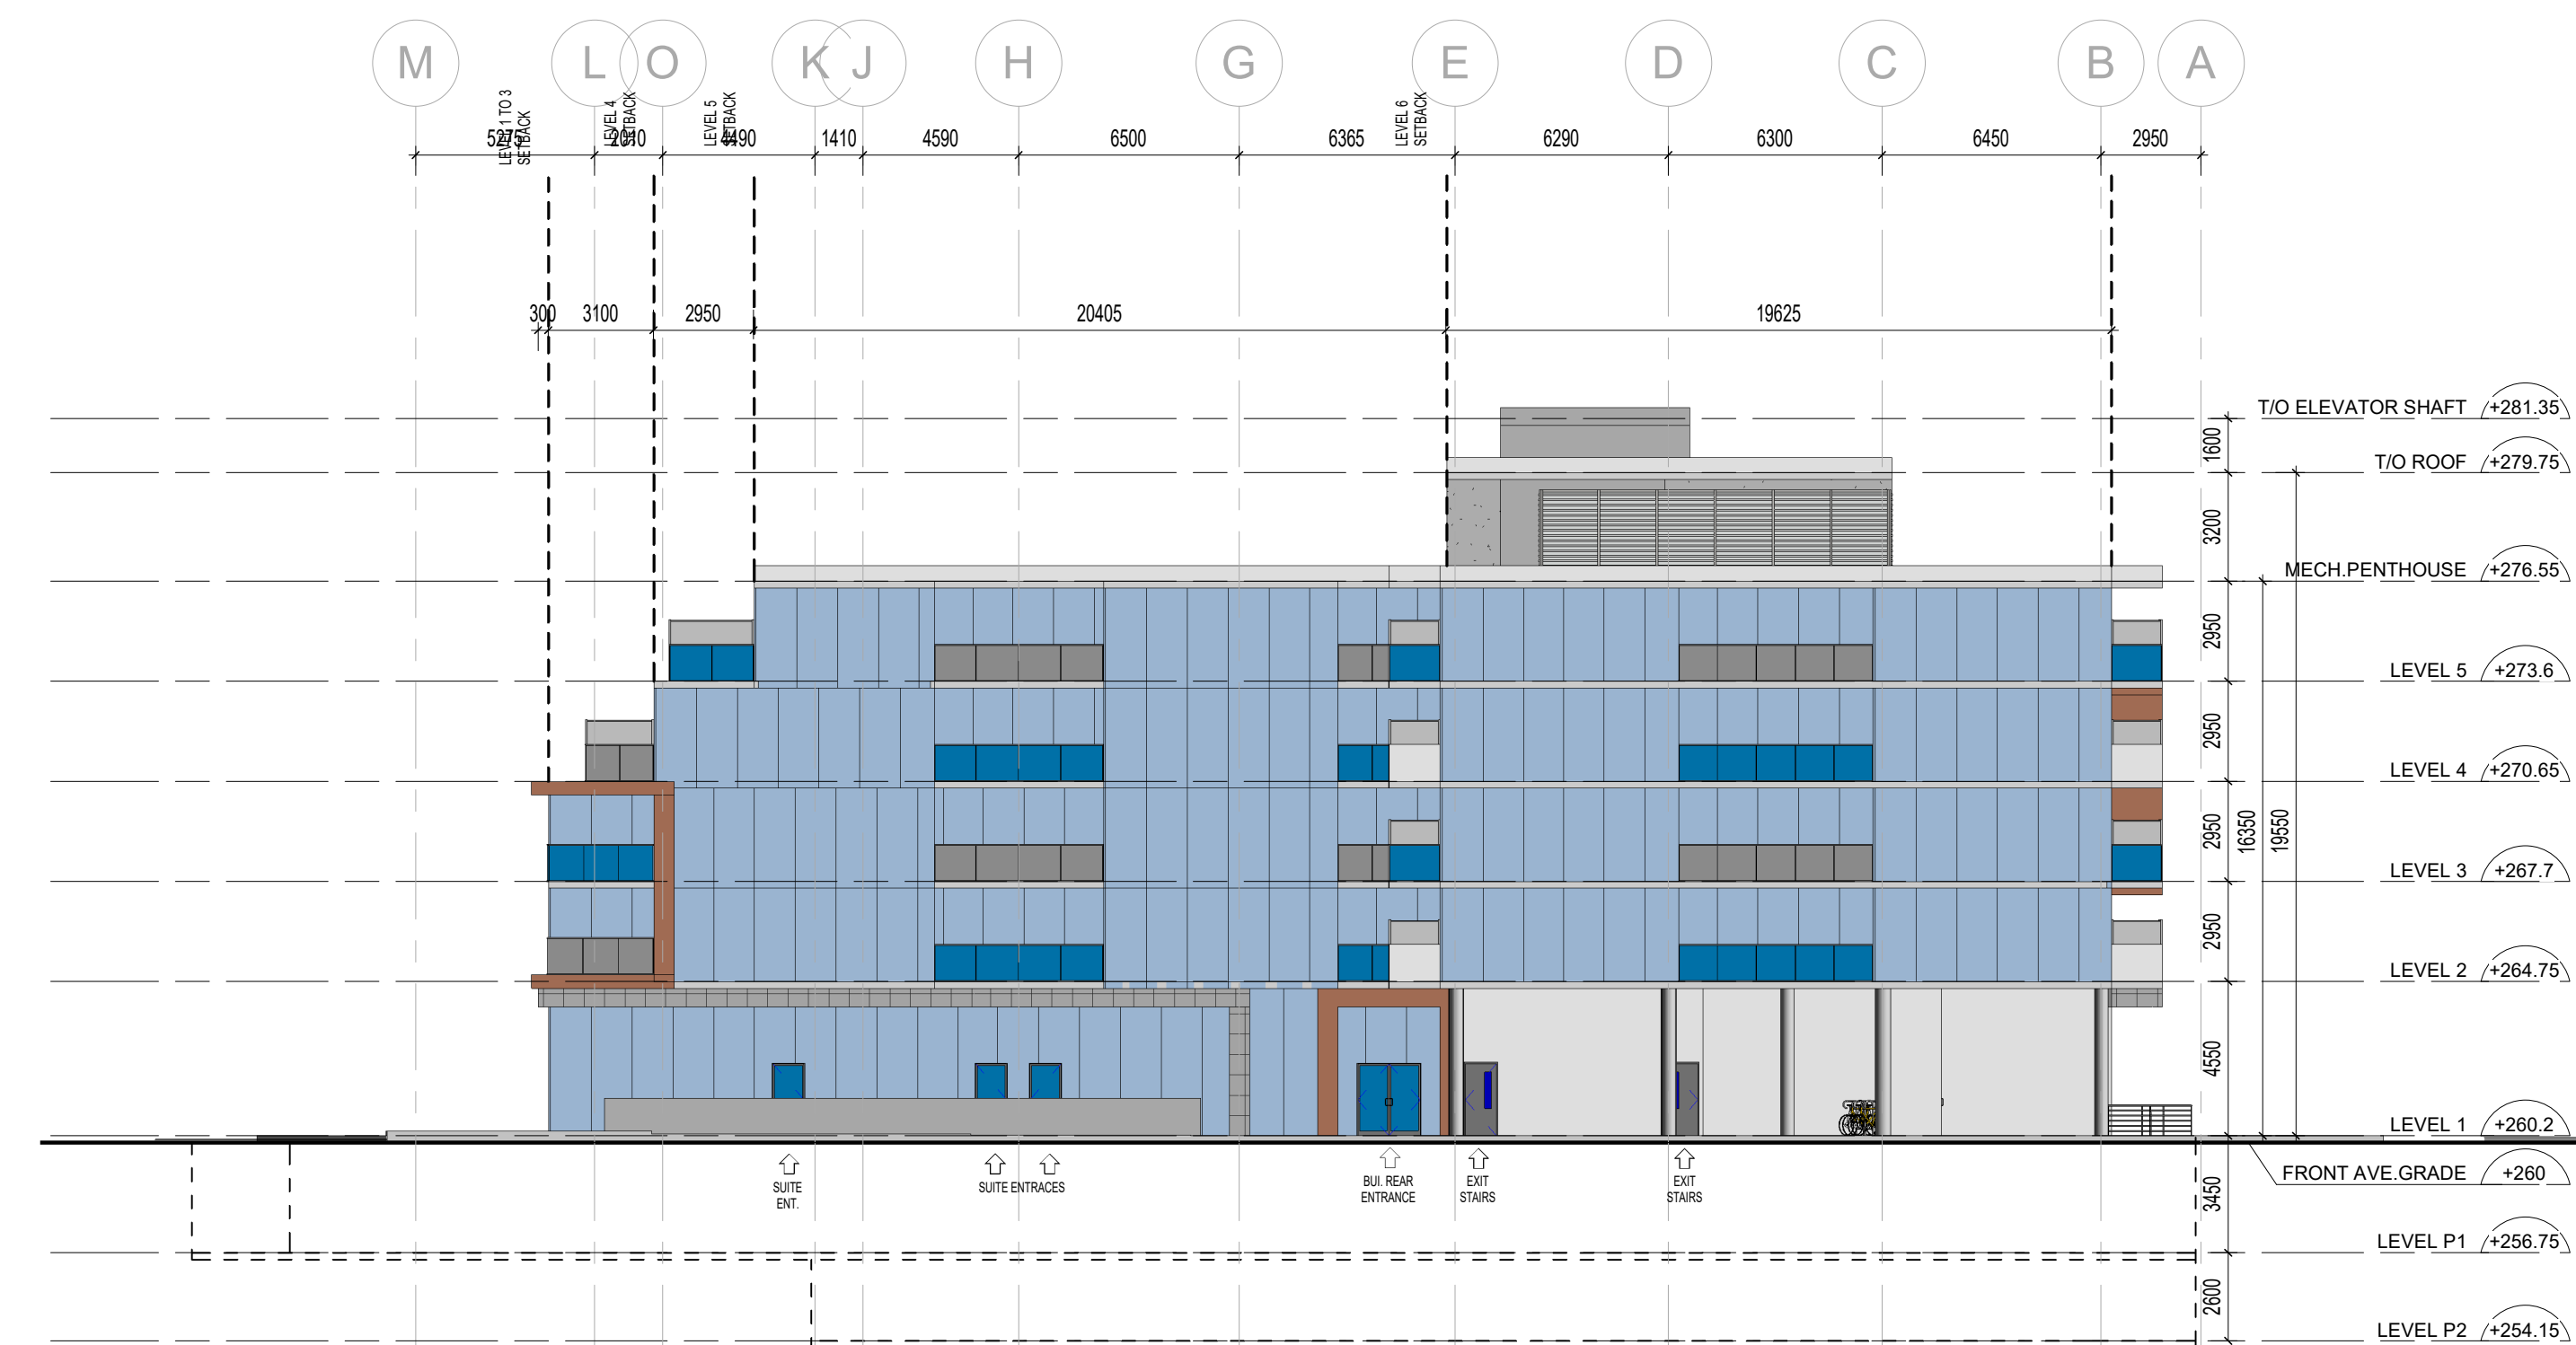 M L O K J H G E D C B A
LEVEL 1 TO 3
SETBACK
LEVEL 4
SETBACK
LEVEL 5
SETBACK
LEVEL 6
SETBACK
5275 2010 4490 1410 4590 6500 6365 6290 6300 6450 2950
300 3100 2950 20405 19625
T/O ELEVATOR SHAFT +281.35
1600
T/O ROOF +279.75
3200
MECH.PENTHOUSE +276.55
2950
LEVEL 5 +273.6
2950
LEVEL 4 +270.65
2950
16350
19550
LEVEL 3 +267.7
2950
LEVEL 2 +264.75
4550
LEVEL 1 +260.2
FRONT AVE.GRADE +260
3450
LEVEL P1 +256.75
2600
LEVEL P2 +254.15
SUITE
ENT.
SUITE ENTRACES
BUI. REAR
ENTRANCE
EXIT
STAIRS
EXIT
STAIRS